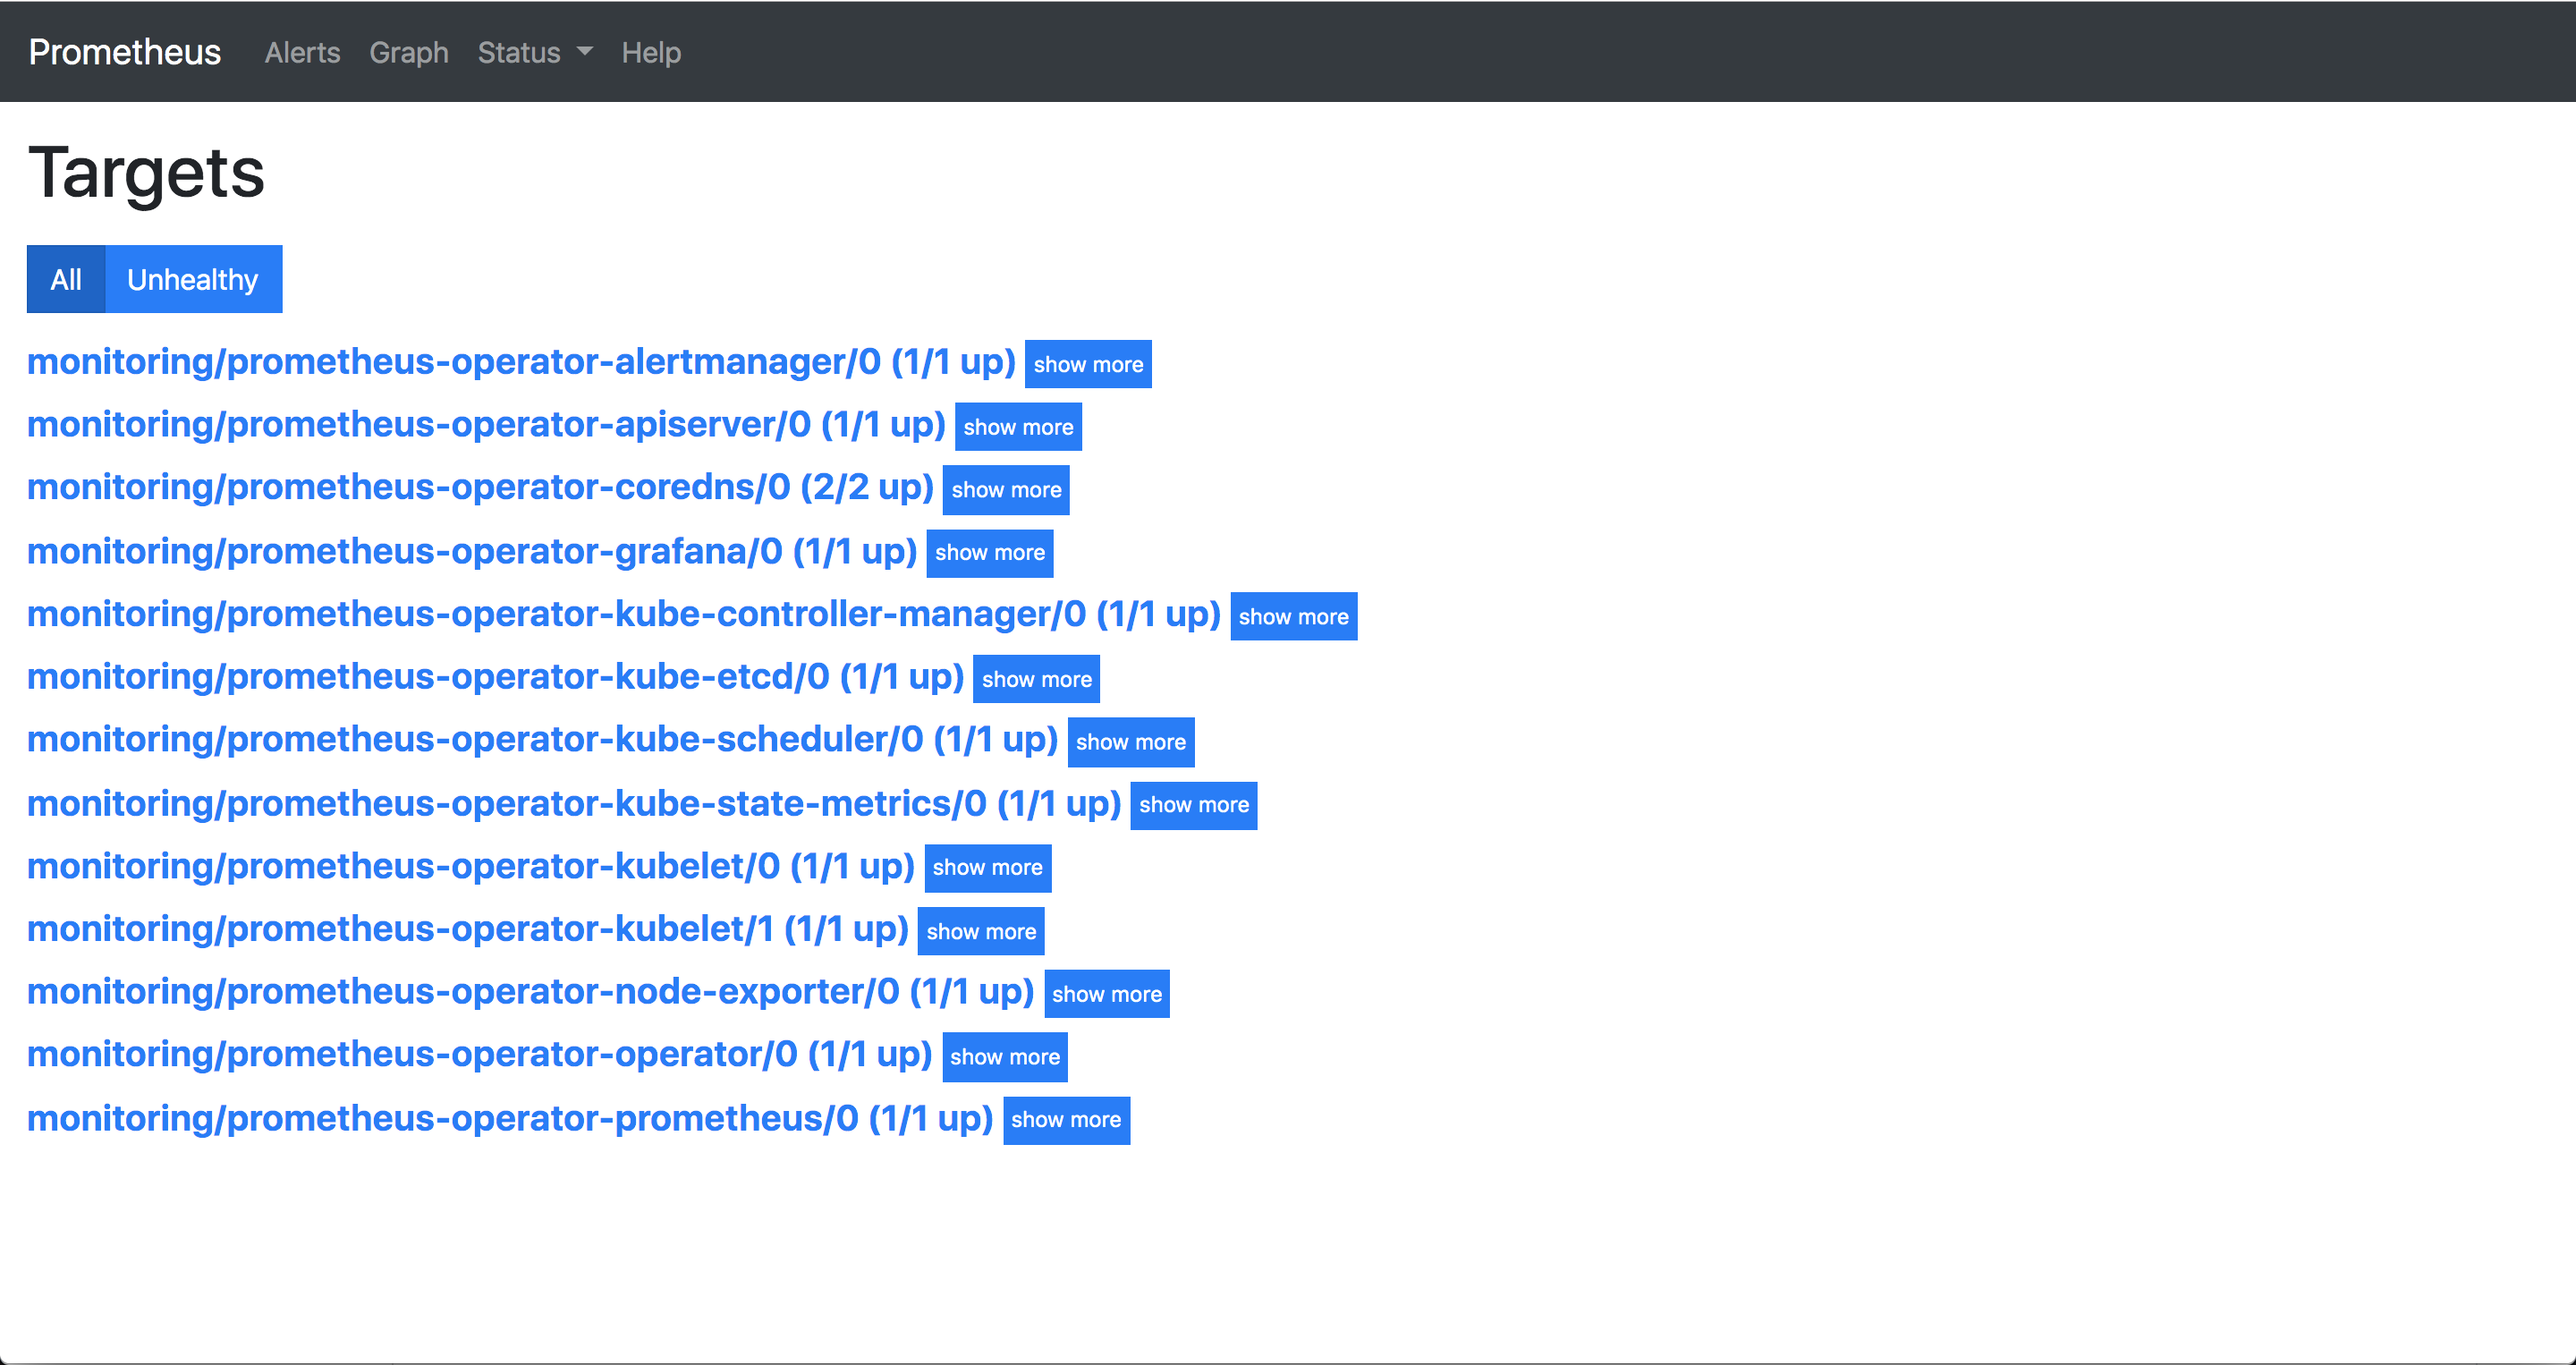 Prometheus Alerts Graph Status Help
Targets
All Unhealthy
monitoring/prometheus-operator-alertmanager/0 (1/1 up) show more
monitoring/prometheus-operator-apiserver/0 (1/1 up) show more
monitoring/prometheus-operator-coredns/0 (2/2 up) show more
monitoring/prometheus-operator-grafana/0 (1/1 up) show more
monitoring/prometheus-operator-kube-controller-manager/0 (1/1 up) show more
monitoring/prometheus-operator-kube-etcd/0 (1/1 up) show more
monitoring/prometheus-operator-kube-scheduler/0 (1/1 up) show more
monitoring/prometheus-operator-kube-state-metrics/0 (1/1 up) show more
monitoring/prometheus-operator-kubelet/0 (1/1 up) show more
monitoring/prometheus-operator-kubelet/1 (1/1 up) show more
monitoring/prometheus-operator-node-exporter/0 (1/1 up) show more
monitoring/prometheus-operator-operator/0 (1/1 up) show more
monitoring/prometheus-operator-prometheus/0 (1/1 up) show more